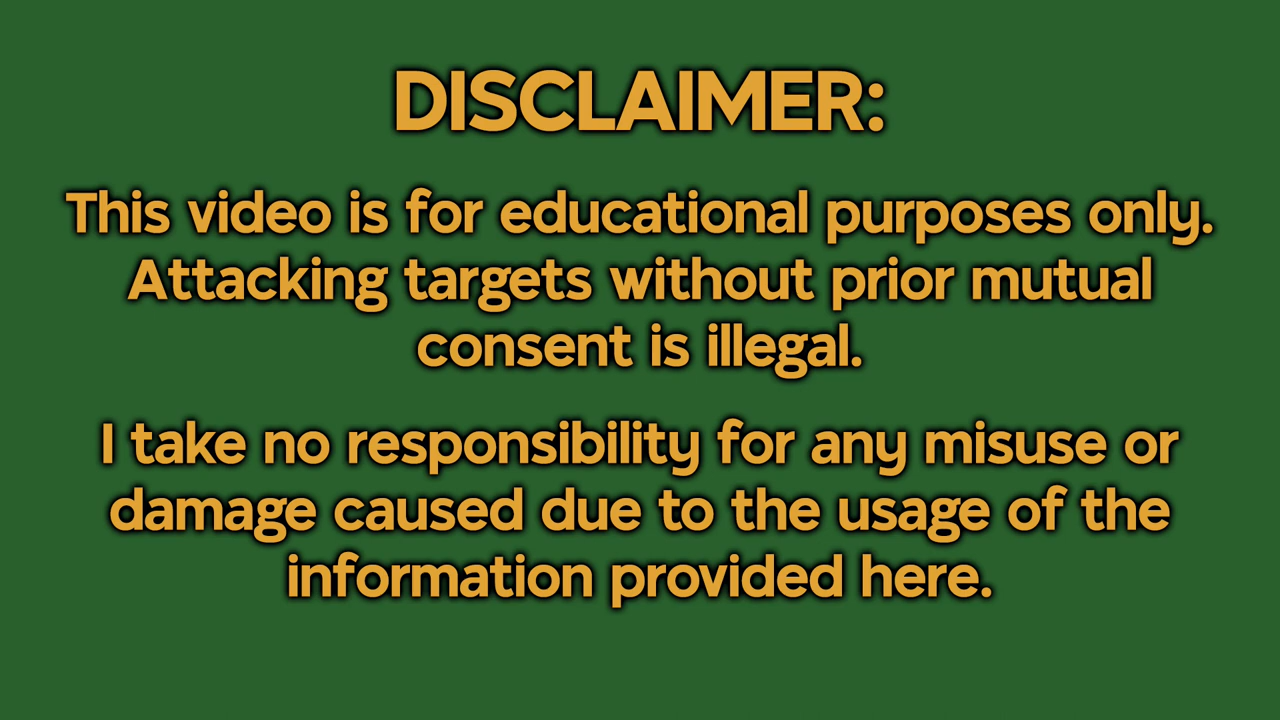 DISCLAIMER:
This video is for educational purposes only.
Attacking targets without prior mutual
consent is illegal.
I take no responsibility for any misuse or
damage caused due to the usage of the
information provided here.